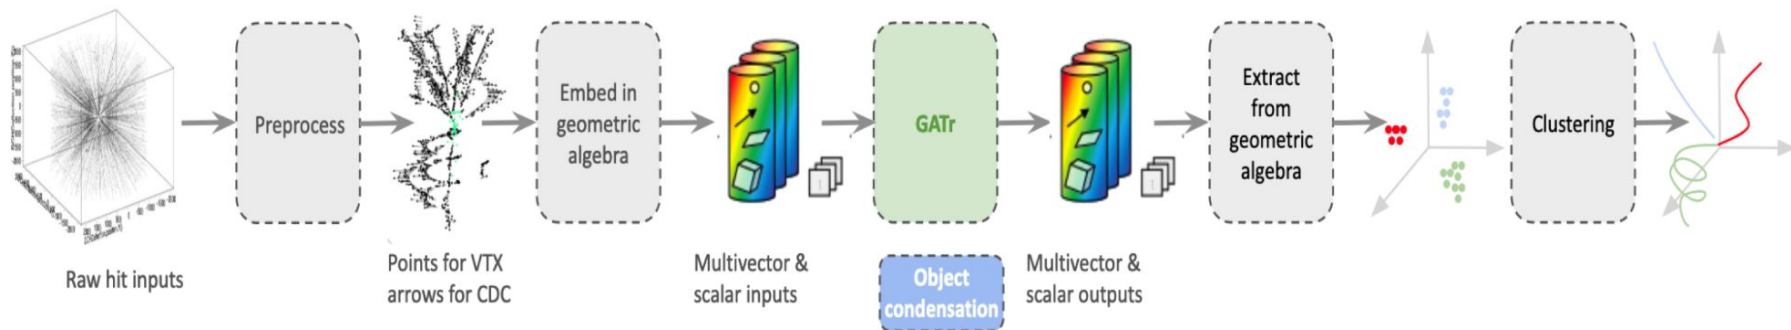 Preprocess
Embed in
geometric
algebra
GATr
Extract
from
geometric
algebra
Clustering
Raw hit inputs
Points for VTX
arrows for CDC
Multivector &
scalar inputs
Object
condensation
Multivector &
scalar outputs